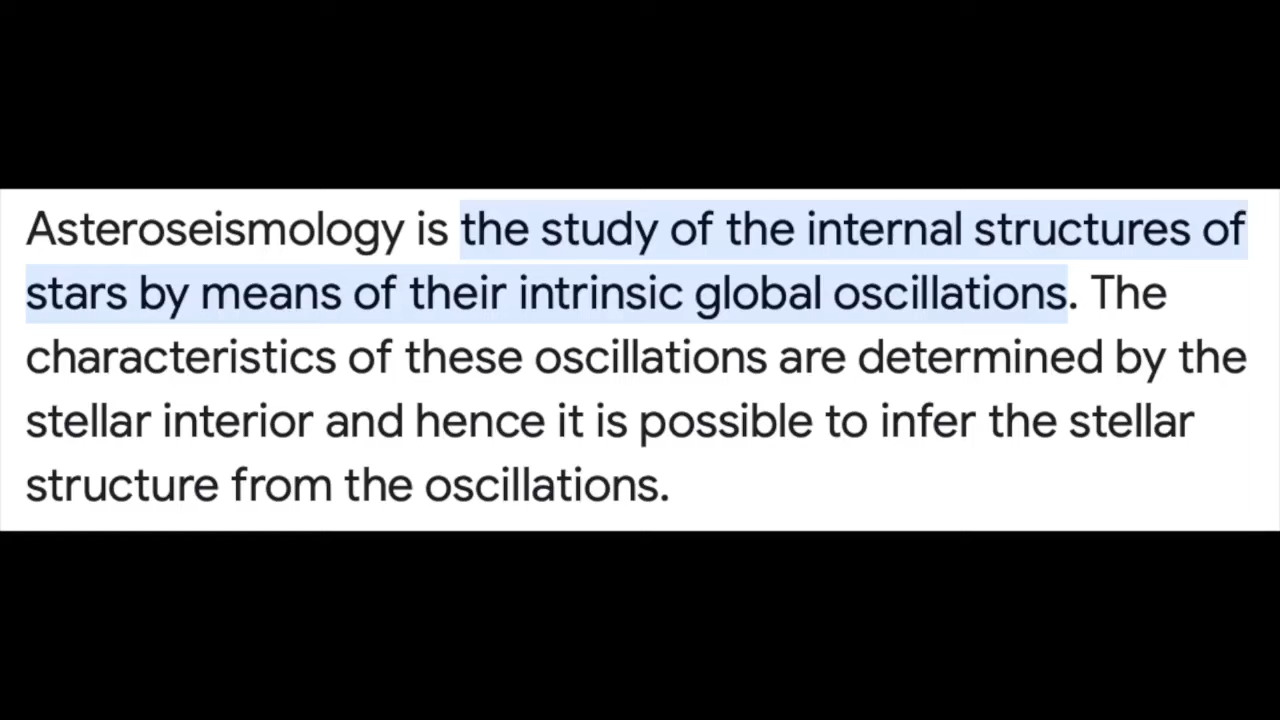 Asteroseismology is the study of the internal structures of
stars by means of their intrinsic global oscillations. The
characteristics of these oscillations are determined by the
stellar interior and hence it is possible to infer the stellar
structure from the oscillations.